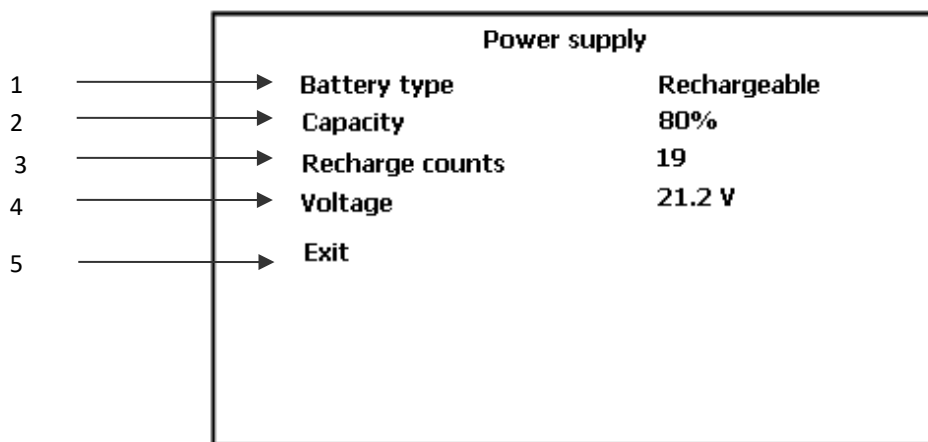 Power supply
1 Battery type Rechargeable
2 Capacity 80%
3 Recharge counts 19
4 Voltage 21.2 V
5 Exit